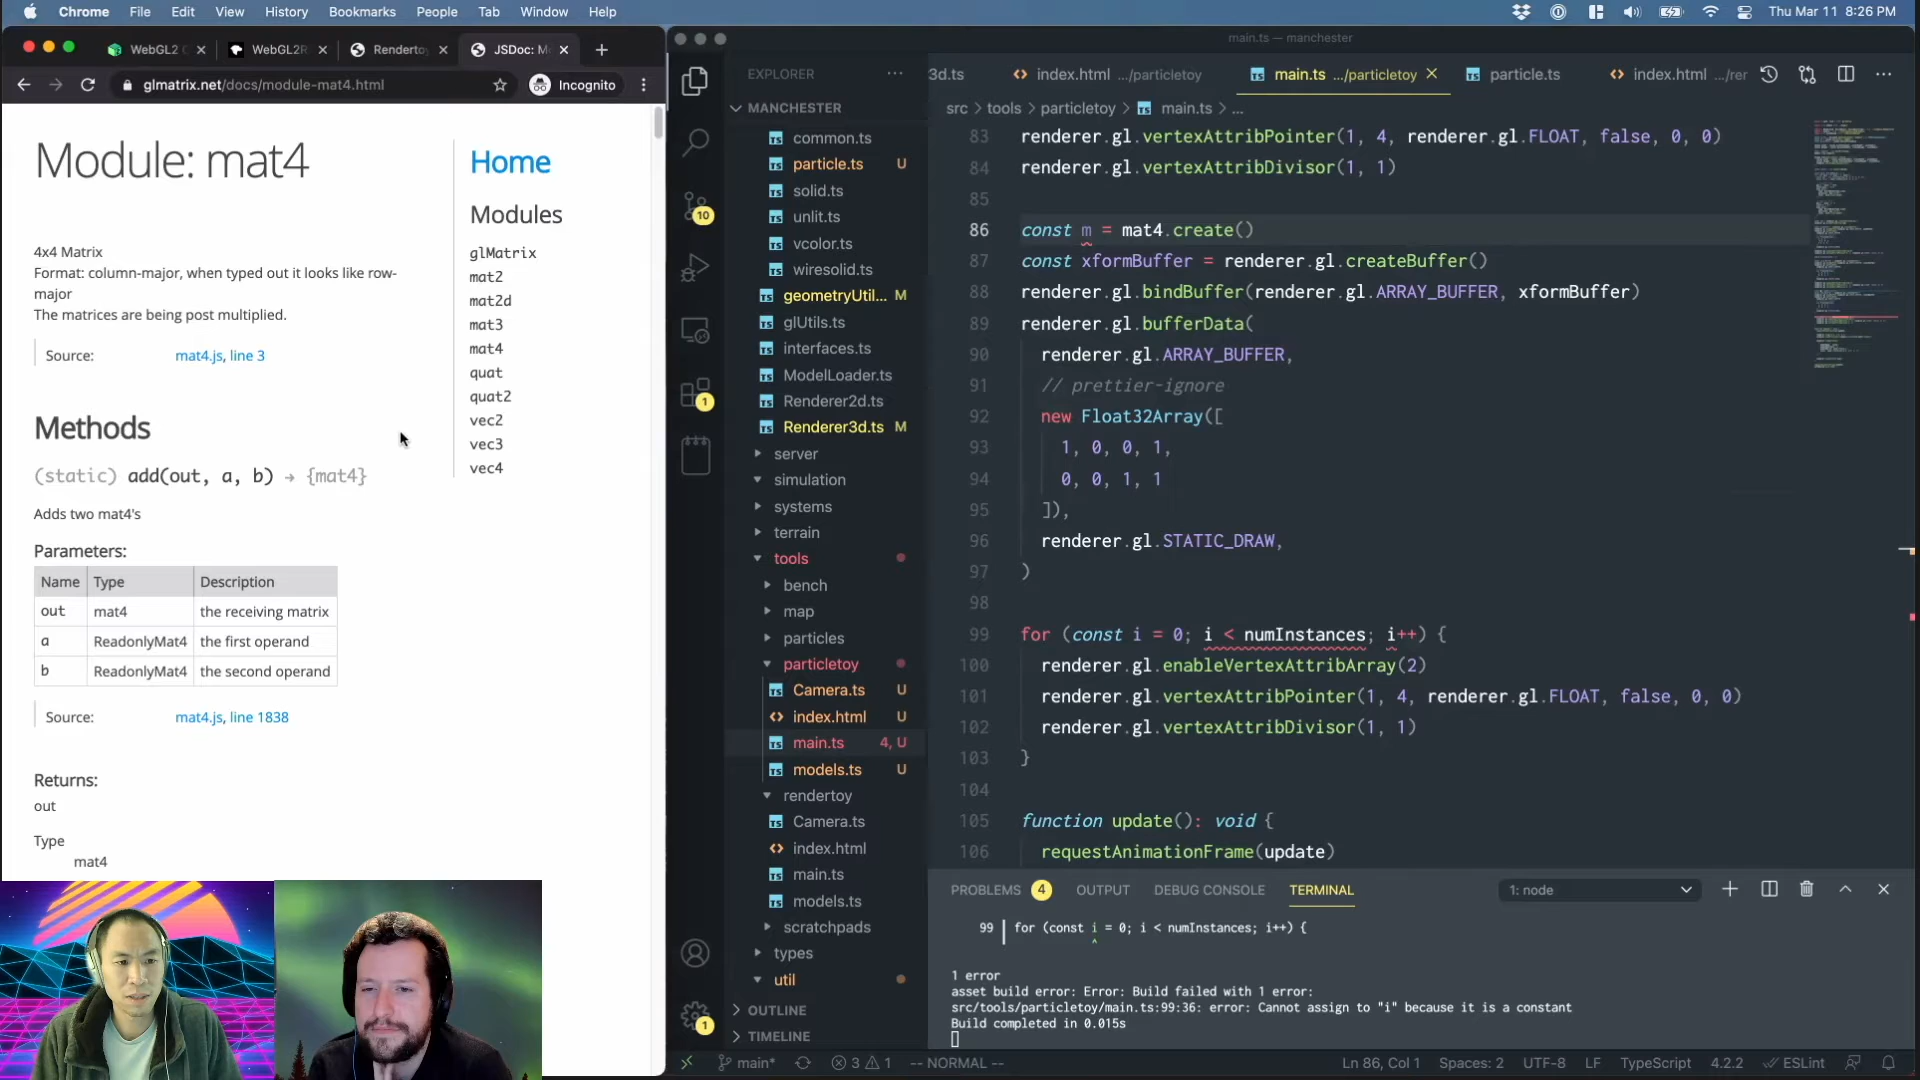 Chrome File Edit View History Bookmarks People Tab Window Help
Thu Mar 11 8:26 PM
WebGL2
WebGL2
Renderto
JSDoc: M
glmatrix.net/docs/module-mat4.html
Incognito
Module: mat4
4x4 Matrix
Format: column-major, when typed out it looks like row-
major
The matrices are being post multiplied.
Source: mat4.js, line 3
Methods
(static) add(out, a, b) → {mat4}
Adds two mat4's
Parameters:
Name Type Description
out mat4 the receiving matrix
a ReadonlyMat4 the first operand
b ReadonlyMat4 the second operand
Source: mat4.js, line 1838
Returns:
out
Type
mat4
Home
Modules
glMatrix
mat2
mat2d
mat3
mat4
quat
quat2
vec2
vec3
vec4
main.ts — manchester
EXPLORER ...
MANCHESTER
common.ts
particle.ts U
solid.ts
unlit.ts
vcolor.ts
wiresolid.ts
geometryUtil... M
glUtils.ts
interfaces.ts
ModelLoader.ts
Renderer2d.ts
Renderer3d.ts M
server
simulation
systems
terrain
tools
bench
map
particles
particletoy
Camera.ts U
index.html U
main.ts 4, U
models.ts U
rendertoy
Camera.ts
index.html
main.ts
models.ts
scratchpads
types
util
OUTLINE
TIMELINE
10
1
1
3d.ts
index.html .../particletoy
main.ts .../particletoy
particle.ts
index.html .../rer
src > tools > particletoy > main.ts > ...
83 renderer.gl.vertexAttribPointer(1, 4, renderer.gl.FLOAT, false, 0, 0)
84 renderer.gl.vertexAttribDivisor(1, 1)
85
86 const m = mat4.create()
87 const xformBuffer = renderer.gl.createBuffer()
88 renderer.gl.bindBuffer(renderer.gl.ARRAY_BUFFER, xformBuffer)
89 renderer.gl.bufferData(
90 renderer.gl.ARRAY_BUFFER,
91 // prettier-ignore
92 new Float32Array([
93 1, 0, 0, 1,
94 0, 0, 1, 1
95 ]),
96 renderer.gl.STATIC_DRAW,
97 )
98
99 for (const i = 0; i < numInstances; i++) {
100 renderer.gl.enableVertexAttribArray(2)
101 renderer.gl.vertexAttribPointer(1, 4, renderer.gl.FLOAT, false, 0, 0)
102 renderer.gl.vertexAttribDivisor(1, 1)
103 }
104
105 function update(): void {
106 requestAnimationFrame(update)
PROBLEMS 4 OUTPUT DEBUG CONSOLE TERMINAL 1: node
99 | for (const i = 0; i < numInstances; i++) {
^
1 error
asset build error: Error: Build failed with 1 error:
src/tools/particletoy/main.ts:99:36: error: Cannot assign to "i" because it is a constant
Build completed in 0.015s
main* 3 1 -- NORMAL -- Ln 86, Col 1 Spaces: 2 UTF-8 LF TypeScript 4.2.2 ESLint